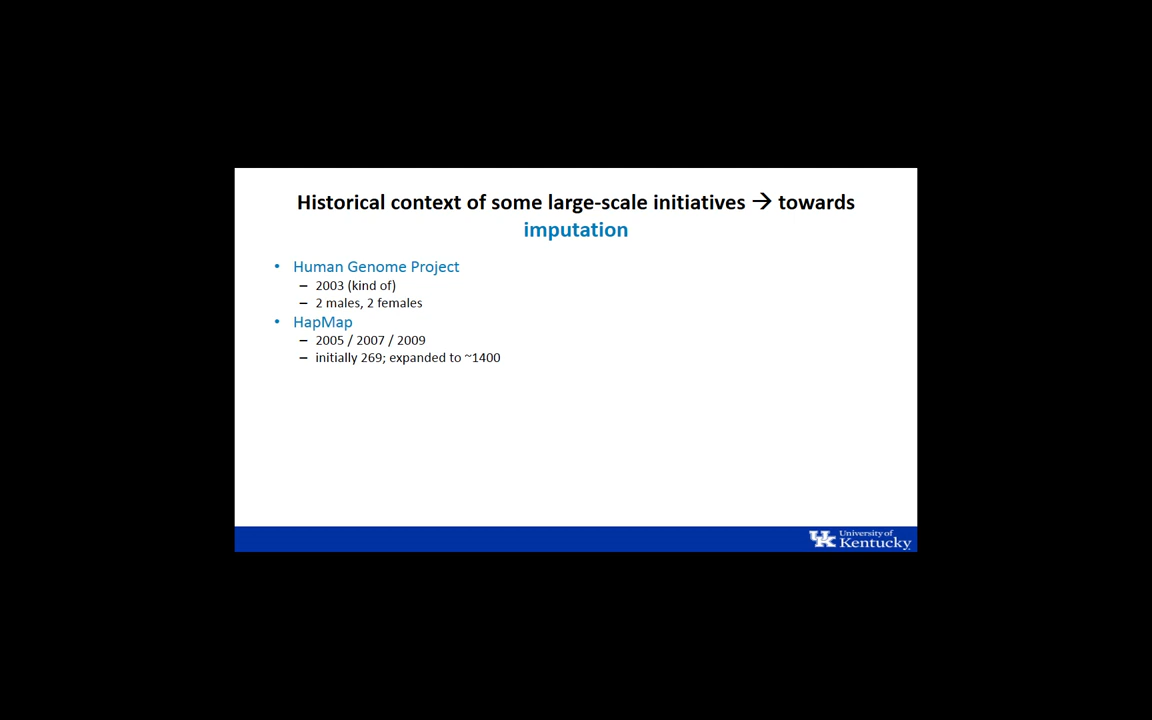 Historical context of some large-scale initiatives → towards
imputation
• Human Genome Project
– 2003 (kind of)
– 2 males, 2 females
• HapMap
– 2005 / 2007 / 2009
– initially 269; expanded to ~1400
UK University of
Kentucky